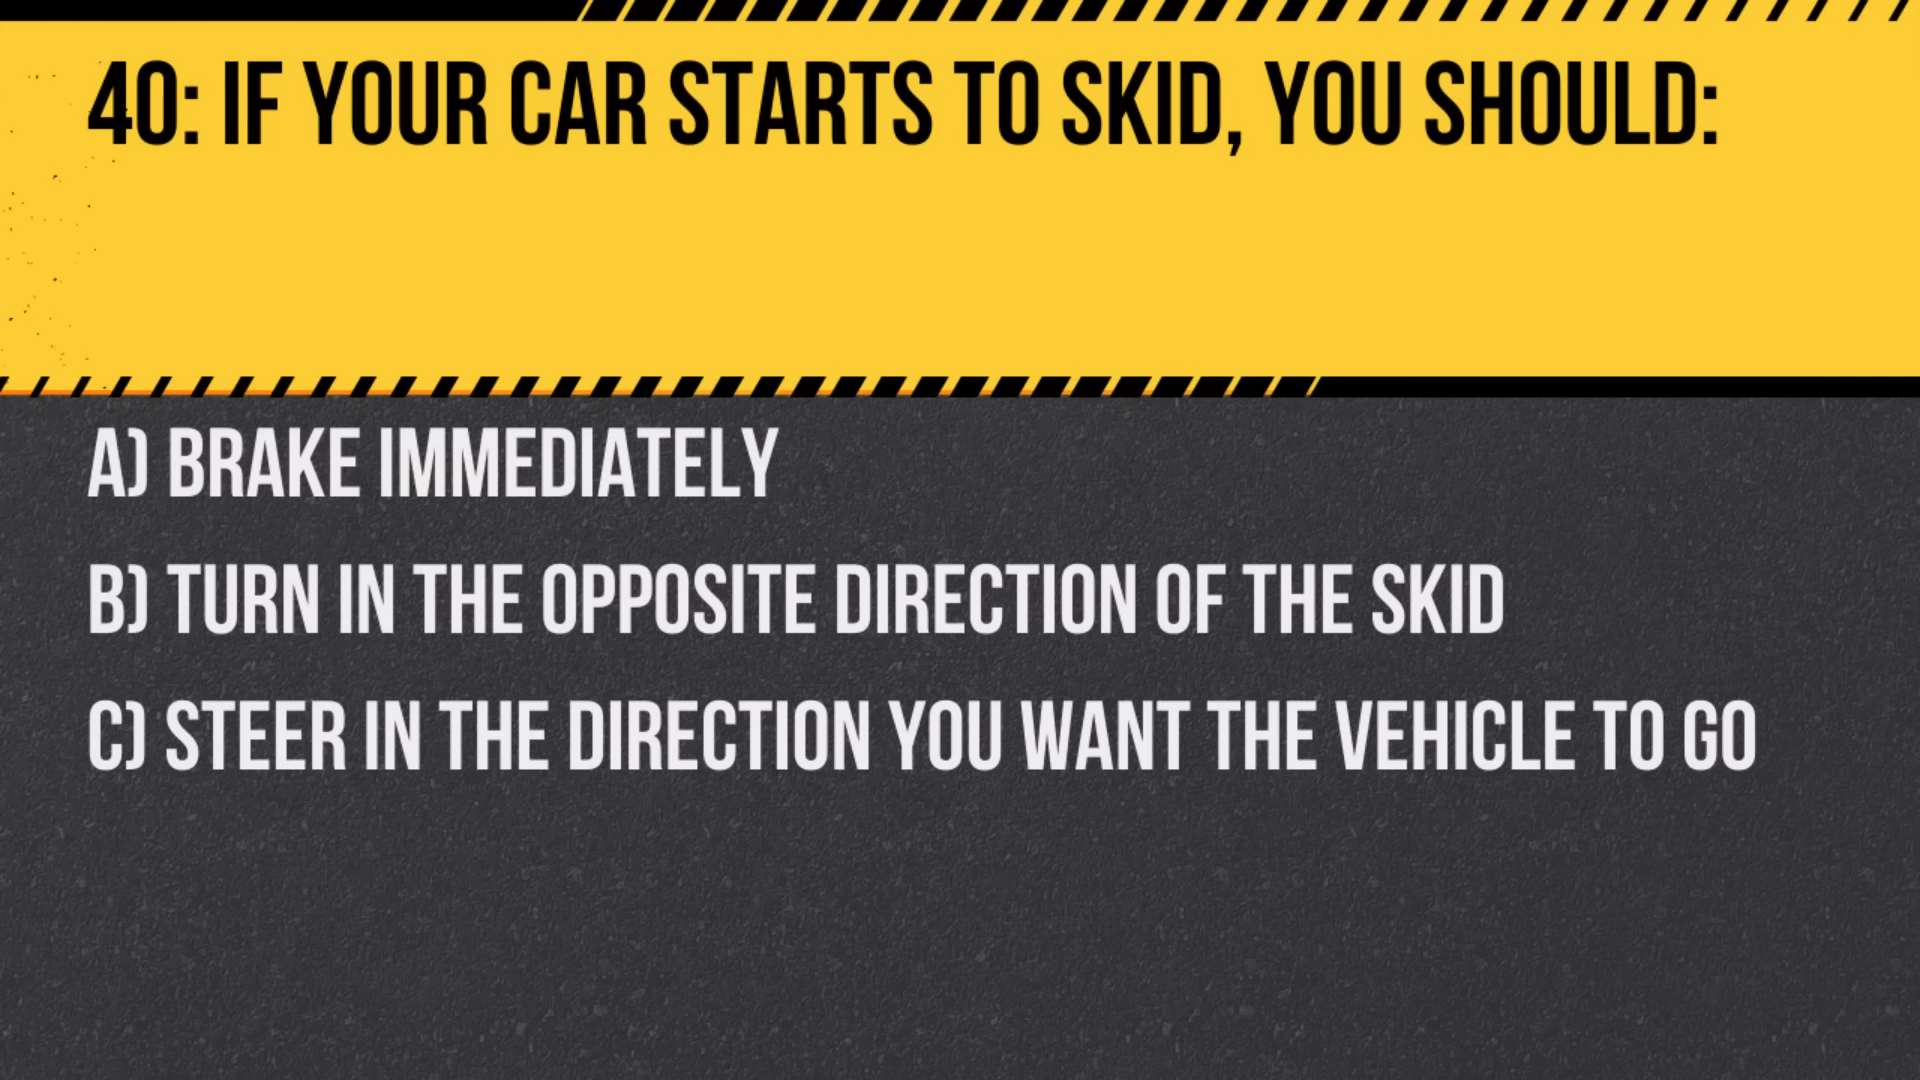 40: IF YOUR CAR STARTS TO SKID, YOU SHOULD:
A) BRAKE IMMEDIATELY
B) TURN IN THE OPPOSITE DIRECTION OF THE SKID
C) STEER IN THE DIRECTION YOU WANT THE VEHICLE TO GO